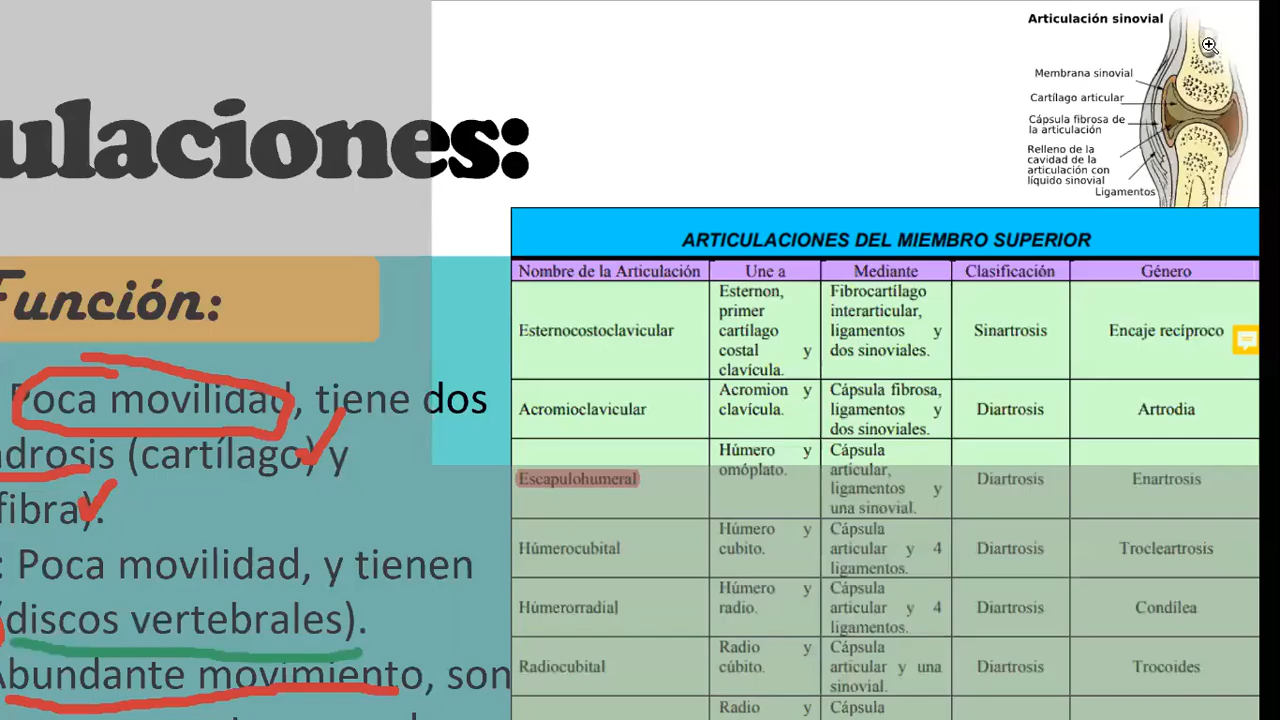 ulaciones:
Función:
Poca movilidad, tiene dos
adrosis (cartílago) y
fibra).
: Poca movilidad, y tienen
(discos vertebrales).
Abundante movimiento, son
Articulación sinovial
Membrana sinovial
Cartílago articular
Cápsula fibrosa de
la articulación
Relleno de la
cavidad de la
articulación con
líquido sinovial
Ligamentos
ARTICULACIONES DEL MIEMBRO SUPERIOR
Nombre de la Articulación Une a Mediante Clasificación Género
Esternocostoclavicular
Esternon,
primer
cartílago
costal y
clavícula.
Fibrocartílago
interarticular,
ligamentos y
dos sinoviales.
Sinartrosis
Encaje recíproco
Acromioclavicular
Acromion y
clavícula.
Cápsula fibrosa,
ligamentos y
dos sinoviales.
Diartrosis
Artrodia
Escapulohumeral
Húmero y
omóplato.
Cápsula
articular,
ligamentos y
una sinovial.
Diartrosis
Enartrosis
Húmerocubital
Húmero y
cubito.
Cápsula
articular y 4
ligamentos.
Diartrosis
Trocleartrosis
Húmerorradial
Húmero y
radio.
Cápsula
articular y 4
ligamentos.
Diartrosis
Condílea
Radiocubital
Radio y
cúbito.
Cápsula
articular y una
sinovial.
Diartrosis
Trocoides
Radio y
Cápsula